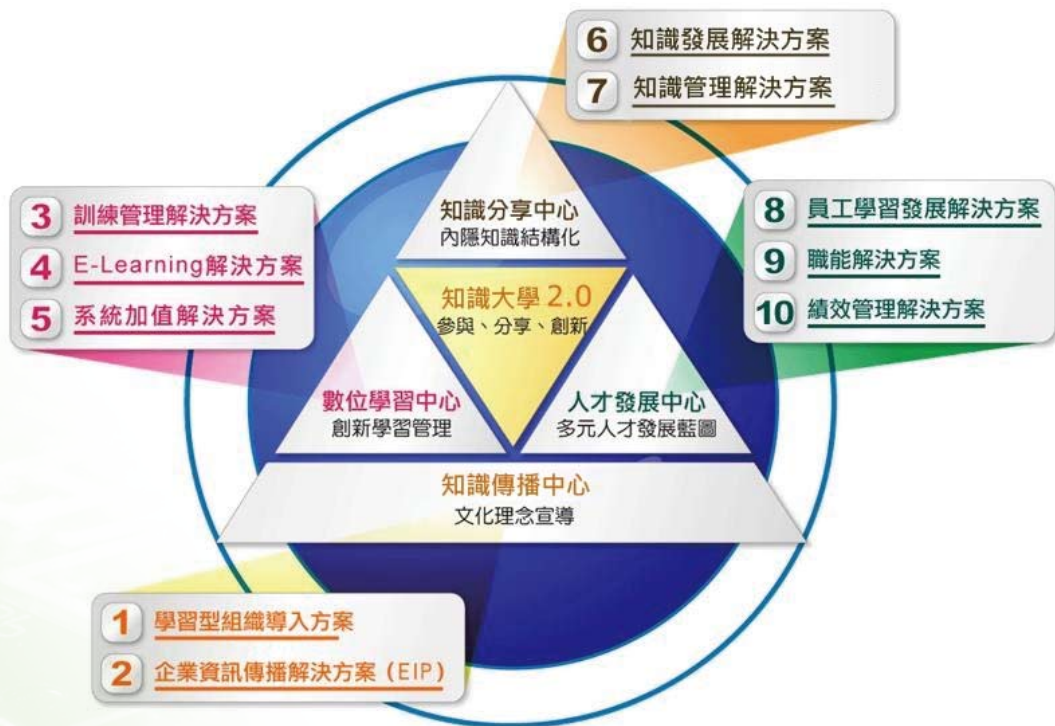 6 知識發展解決方案
7 知識管理解決方案
3 訓練管理解決方案
4 E-Learning解決方案
5 系統加值解決方案
知識分享中心
內隱知識結構化
8 員工學習發展解決方案
9 職能解決方案
10 績效管理解決方案
知識大學 2.0
參與、分享、創新
數位學習中心
創新學習管理
人才發展中心
多元人才發展藍圖
知識傳播中心
文化理念宣導
1 學習型組織導入方案
2 企業資訊傳播解決方案（EIP）